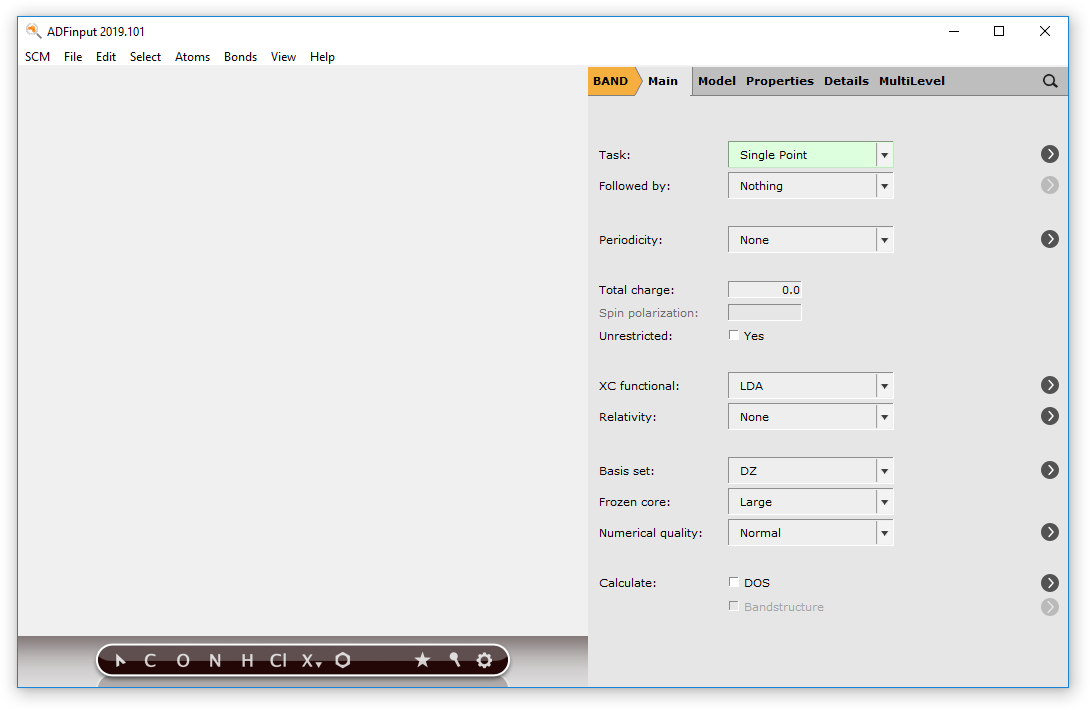 ADFinput 2019.101
SCM File Edit Select Atoms Bonds View Help
BAND Main Model Properties Details MultiLevel
Task: Single Point
Followed by: Nothing
Periodicity: None
Total charge: 0.0
Spin polarization:
Unrestricted: Yes
XC functional: LDA
Relativity: None
Basis set: DZ
Frozen core: Large
Numerical quality: Normal
Calculate: DOS
Bandstructure
C O N H Cl X